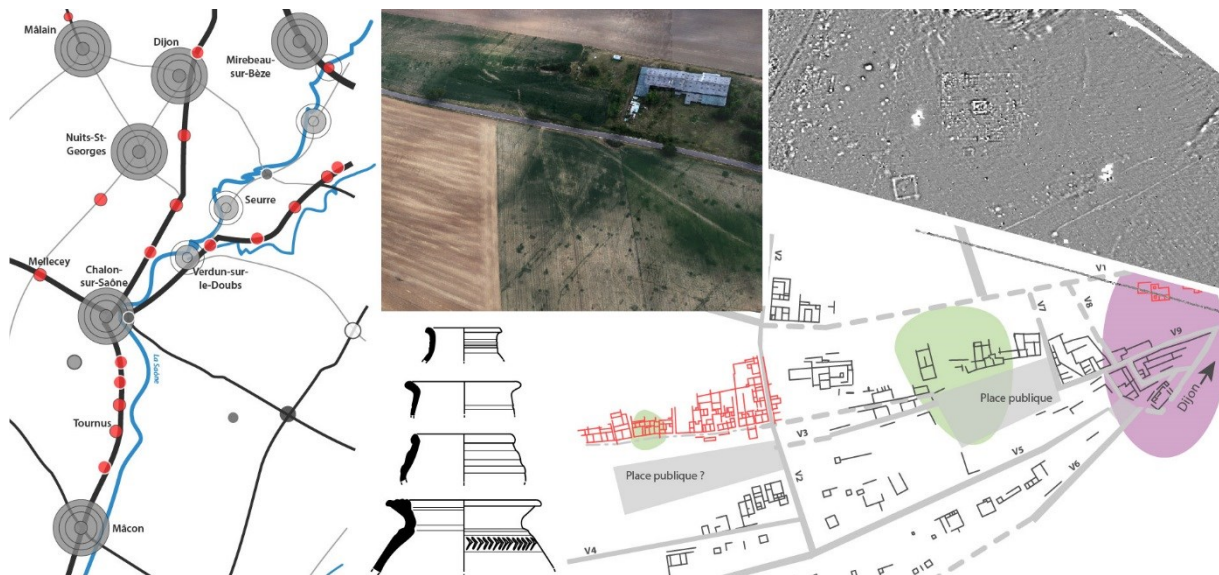 Mâlain
Dijon
Mirebeau-
sur-Bèze
Nuits-St-
Georges
Seurre
Mellecey
Chalon-
sur-Saône
Verdun-sur-
le-Doubs
La Saône
Tournus
Mâcon
V2
V1
V7
V8
V9
Dijon
Place publique
V3
V5
V6
Place publique ?
V2
V4